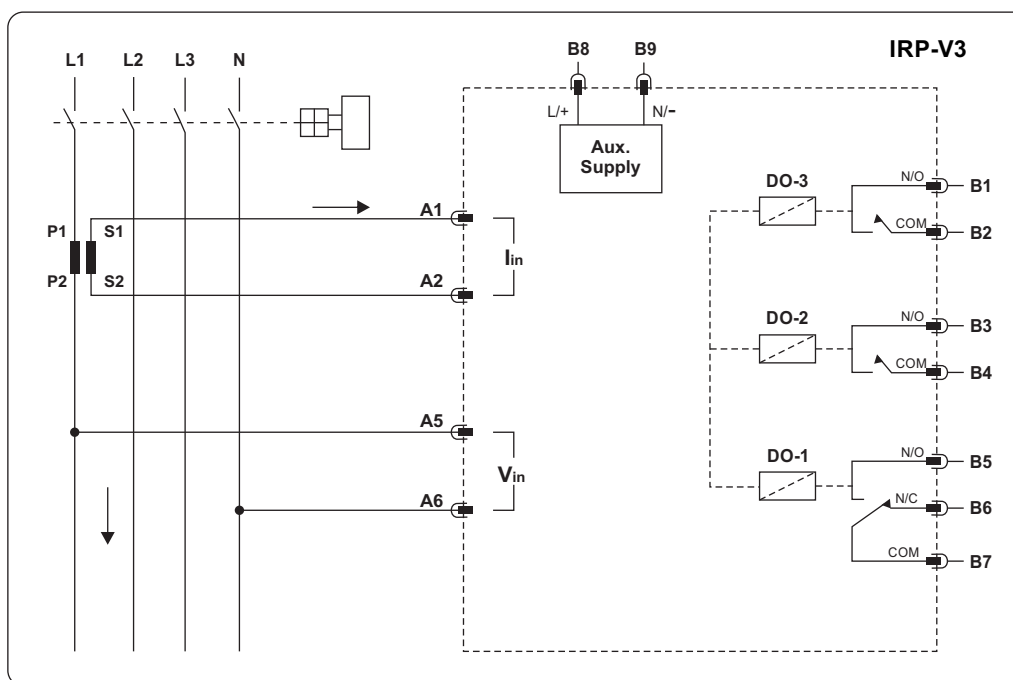 IRP-V3
L1 L2 L3 N
B8 B9
L/+ N/-
Aux.
Supply
P1 S1
P2 S2
A1
Iin
A2
A5
Vin
A6
DO-3
N/O B1
COM B2
DO-2
N/O B3
COM B4
DO-1
N/O B5
N/C B6
COM B7